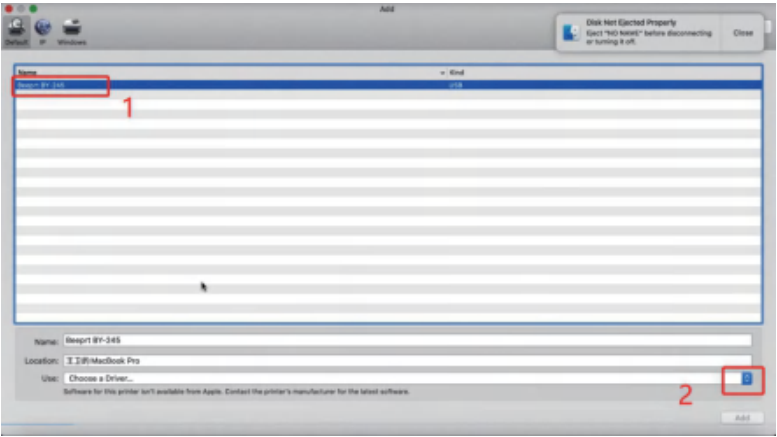 Add
Default IP Windows
Disk Not Ejected Properly
Eject "NO NAME" before disconnecting
or turning it off.
Close
Name Kind
Beeprt BY-245 USB
1
Name: Beeprt BY-245
Location: MacBook Pro
Use: Choose a Driver...
Software for this printer isn't available from Apple. Contact the printer's manufacturer for the latest software.
2
Add